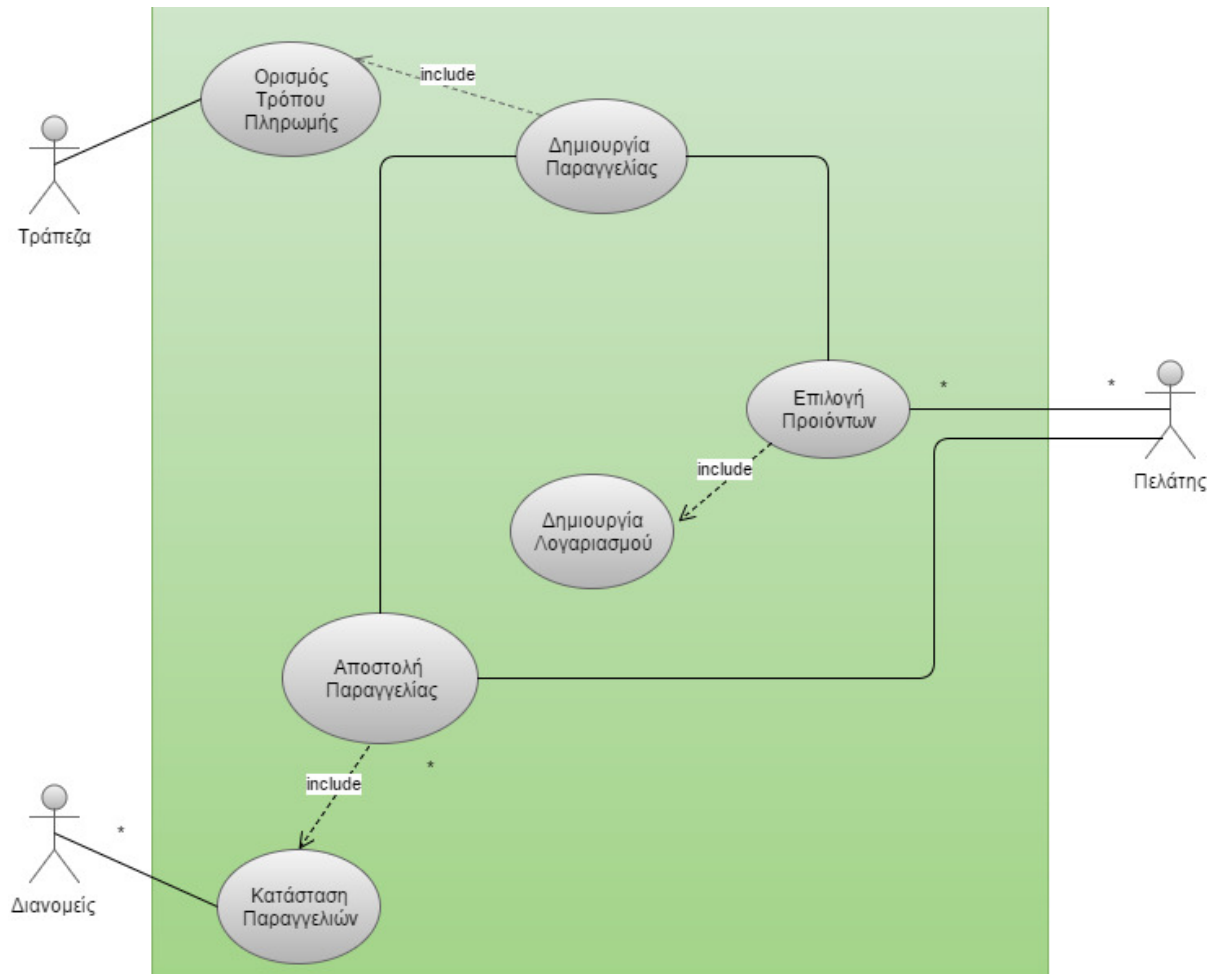 Ορισμός
Τρόπου
Πληρωμής
include
Δημιουργία
Παραγγελίας
Τράπεζα
Επιλογή
Προιόντων
*
*
Πελάτης
include
Δημιουργία
Λογαριασμού
Αποστολή
Παραγγελίας
*
include
*
Διανομείς
Κατάσταση
Παραγγελιών